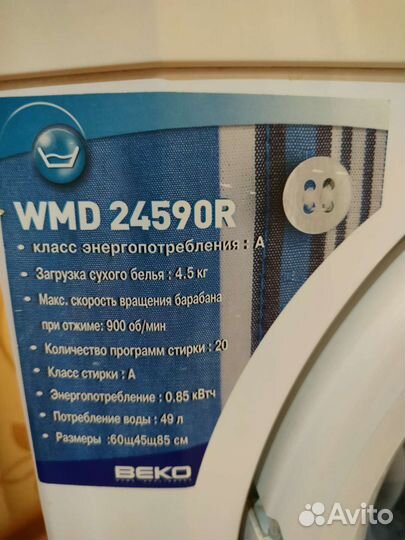 WMD 24590R
• класс энергопотребления : А
• Загрузка сухого белья : 4.5 кг
• Макс. скорость вращения барабана
при отжиме: 900 об/мин
• Количество программ стирки : 20
• Класс стирки : А
• Энергопотребление : 0.85 кВтч
• Потребление воды : 49 л
• Размеры :60щ45щ85 см
BEKO
Avito